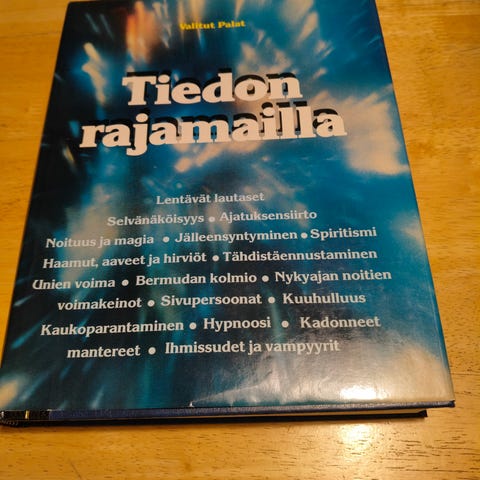 Valitut Palat
Tiedon
rajamailla
Lentävät lautaset
Selvänäköisyys • Ajatuksensiirto
Noituus ja magia • Jälleensyntyminen • Spiritismi
Haamut, aaveet ja hirviöt • Tähdistäennustaminen
Unien voima • Bermudan kolmio • Nykyajan noitien
voimakeinot • Sivupersoonat • Kuuhulluus
Kaukoparantaminen • Hypnoosi • Kadonneet
mantereet • Ihmissudet ja vampyyrit